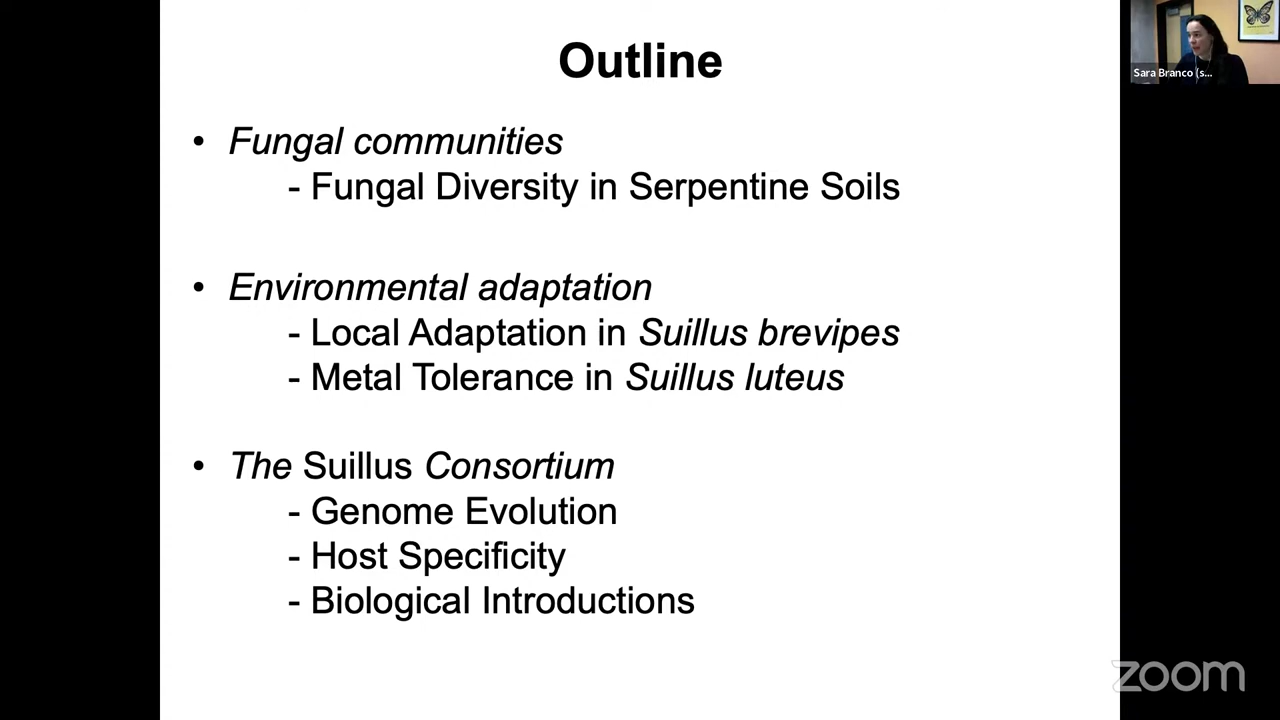 Outline
Sara Branco (s...
• Fungal communities
- Fungal Diversity in Serpentine Soils
• Environmental adaptation
- Local Adaptation in Suillus brevipes
- Metal Tolerance in Suillus luteus
• The Suillus Consortium
- Genome Evolution
- Host Specificity
- Biological Introductions
zoom